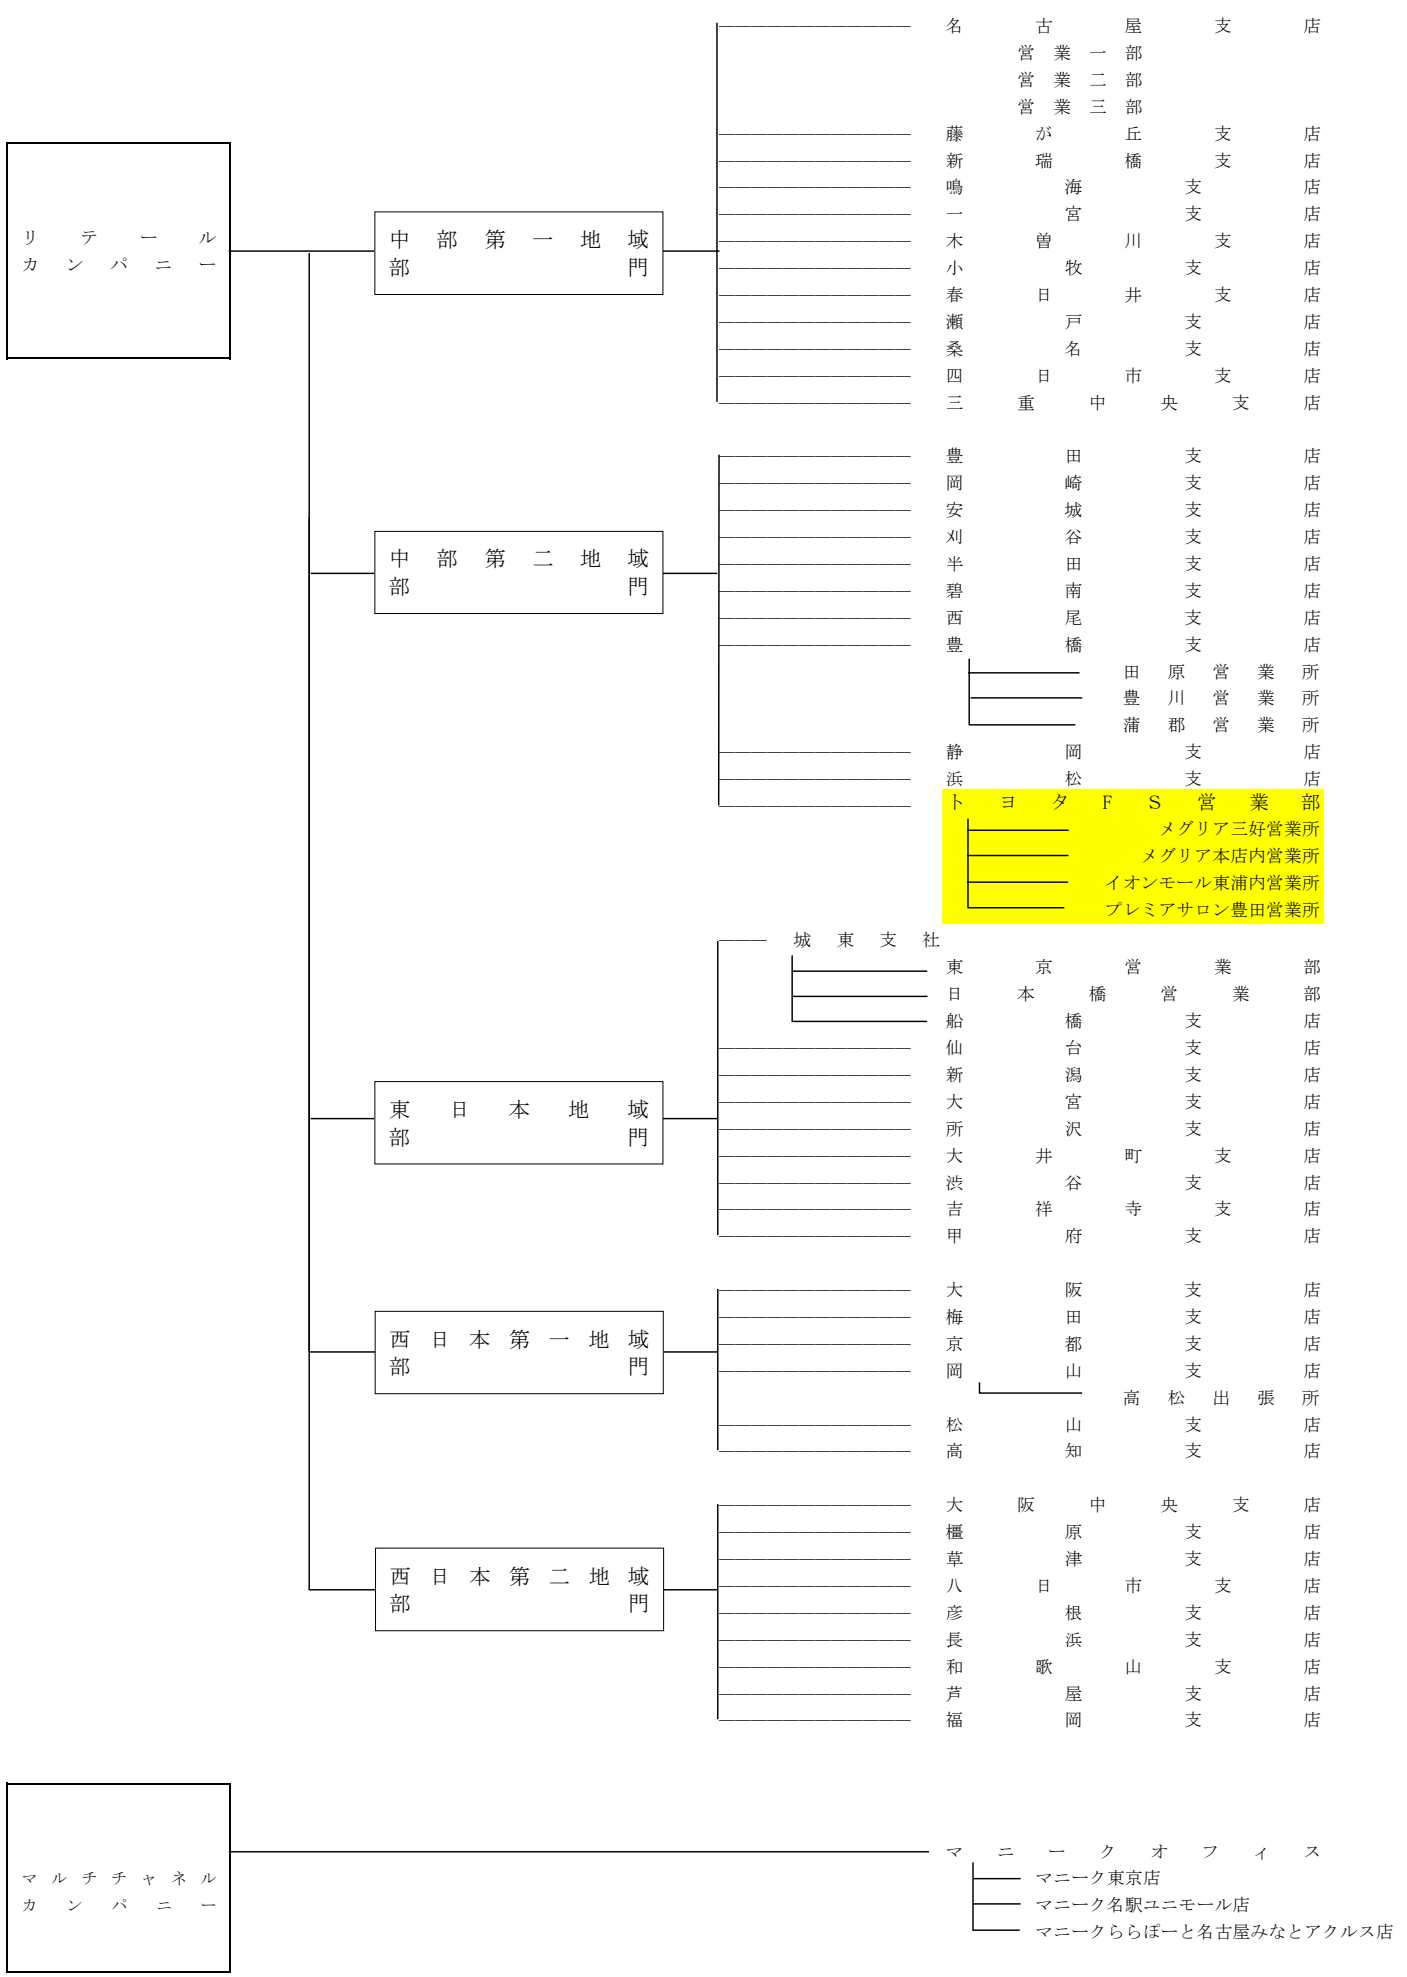 リテール
カンパニー
中部第一地域
部門
名古屋支店
営業一部
営業二部
営業三部
藤が丘支店
新瑞橋支店
鳴海支店
一宮支店
木曽川支店
小牧支店
春日井支店
瀬戸支店
桑名支店
四日市支店
三重中央支店
中部第二地域
部門
豊田支店
岡崎支店
安城支店
刈谷支店
半田支店
碧南支店
西尾支店
豊橋支店
田原営業所
豊川営業所
蒲郡営業所
静岡支店
浜松支店
トヨタFS営業部
メグリア三好営業所
メグリア本店内営業所
イオンモール東浦内営業所
プレミアサロン豊田営業所
東日本地域
部門
城東支社
東京営業部
日本橋営業部
船橋支店
仙台支店
新潟支店
大宮支店
所沢支店
大井町支店
渋谷支店
吉祥寺支店
甲府支店
西日本第一地域
部門
大阪支店
梅田支店
京都支店
岡山支店
高松出張所
松山支店
高知支店
西日本第二地域
部門
大阪中央支店
橿原支店
草津支店
八日市支店
彦根支店
長浜支店
和歌山支店
芦屋支店
福岡支店
マルチチャネル
カンパニー
マニークオフィス
マニーク東京店
マニーク名駅ユニモール店
マニークららぽーと名古屋みなとアクルス店